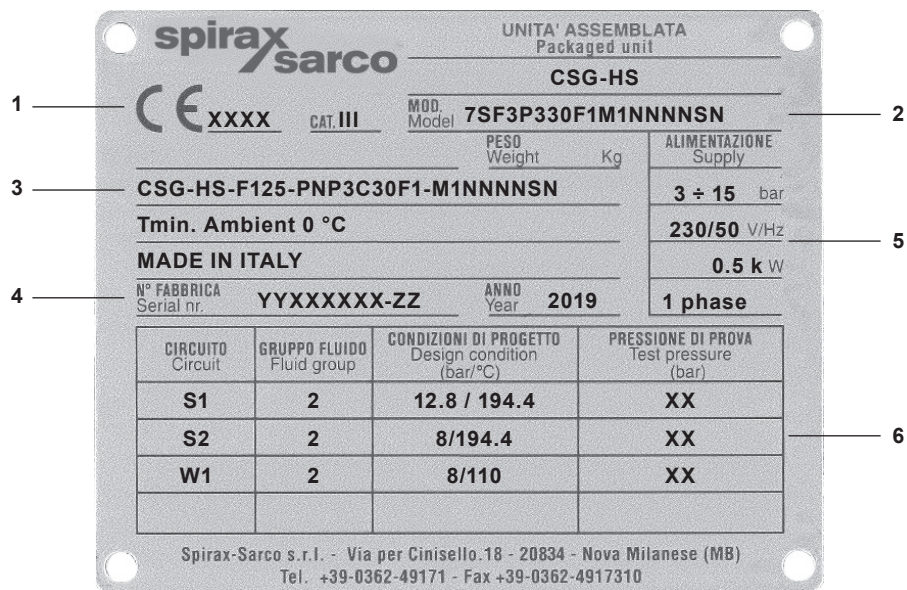 spirax
sarco
UNITA' ASSEMBLATA
Packaged unit
CSG-HS
1
CE XXXX CAT. III
MOD.
Model 7SF3P330F1M1NNNNSN
2
PESO
Weight Kg
ALIMENTAZIONE
Supply
3
CSG-HS-F125-PNP3C30F1-M1NNNNSN
3 ÷ 15 bar
Tmin. Ambient 0 °C
230/50 V/Hz
5
MADE IN ITALY
0.5 k W
4
N° FABBRICA
Serial nr. YYXXXXXX-ZZ
ANNO
Year 2019
1 phase
CIRCUITO
Circuit
GRUPPO FLUIDO
Fluid group
CONDIZIONI DI PROGETTO
Design condition
(bar/°C)
PRESSIONE DI PROVA
Test pressure
(bar)
S1 2 12.8 / 194.4 XX
S2 2 8/194.4 XX
6
W1 2 8/110 XX
Spirax-Sarco s.r.l. - Via per Cinisello.18 - 20834 - Nova Milanese (MB)
Tel. +39-0362-49171 - Fax +39-0362-4917310